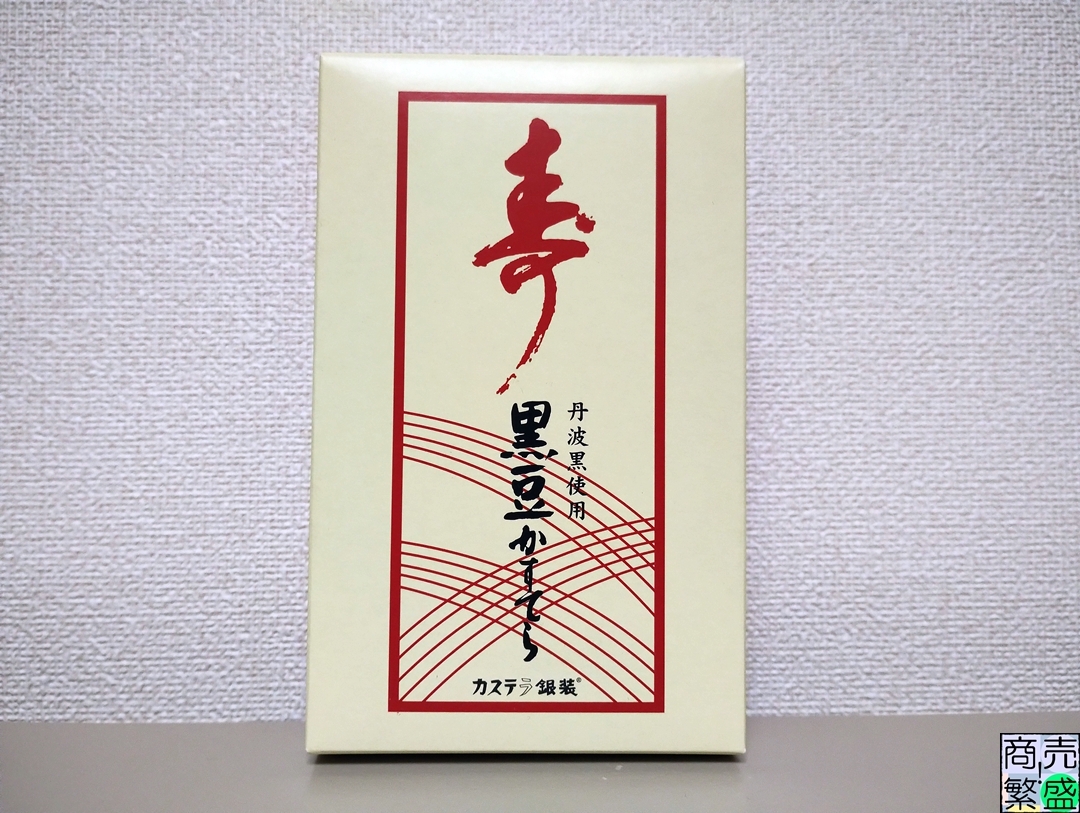 寿
丹波黒使用
黒豆かすてら
カステラ銀装®
商売
繁盛